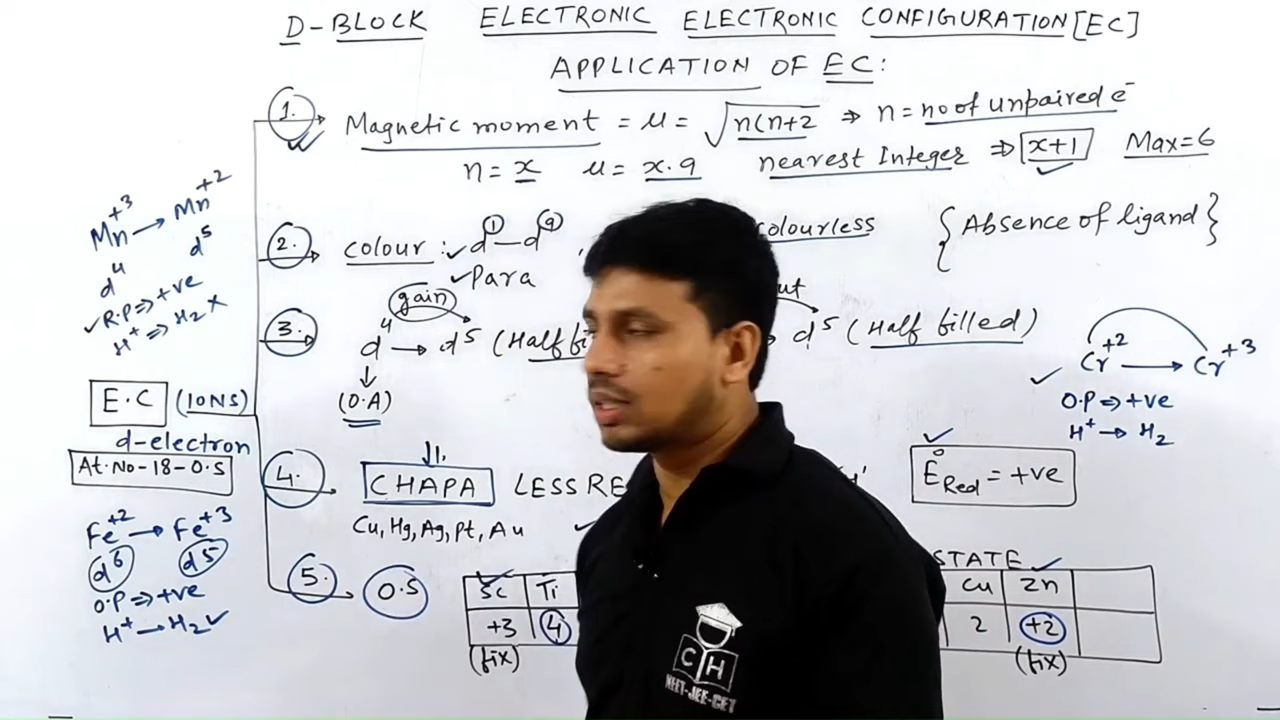 D-BLOCK ELECTRONIC ELECTRONIC CONFIGURATION [EC]
APPLICATION OF EC:
1. Magnetic moment = μ = √n(n+2 ⇒ n = no of unpaired e⁻
n = x μ = x.9 nearest Integer ⇒ x+1 Max=6
2. colour : ✓d¹—d⁹, colourless {Absence of ligand}
✓Para
gain
3. d⁴ → d⁵ (Half d⁵ (Half filled)
↓
(O.A)
4. CHAPA LESS RE E°Red = +ve
Cu, Hg, Ag, Pt, Au ✓
5. O.S STATE ✓
Sc Ti Cu Zn
+3 4 2 +2
(fix) (fix)
Mn⁺³ → Mn⁺²
d⁴ d⁵
✓R.P ⇒ +ve
H⁺ ⇒ H₂ ×
E.C (IONS)
d-electron
At.No-18-O.S
Fe⁺² → Fe⁺³
d⁶ d⁵
O.P ⇒ +ve
H⁺ → H₂ ✓
✓ Cr⁺² → Cr⁺³
O.P ⇒ +ve
H⁺ → H₂
CH
NEET-JEE-CET